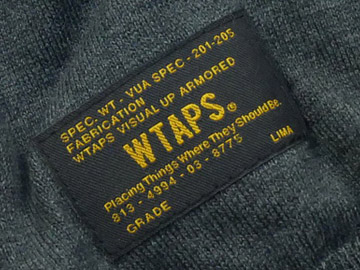 SPEC. WT - VUA SPEC - 201-205
FABRICATION
WTAPS VISUAL UP ARMORED
WTAPS®
Placing Things Where They Should Be.
813 - 4994 - 03 - 8775
GRADE LIMA